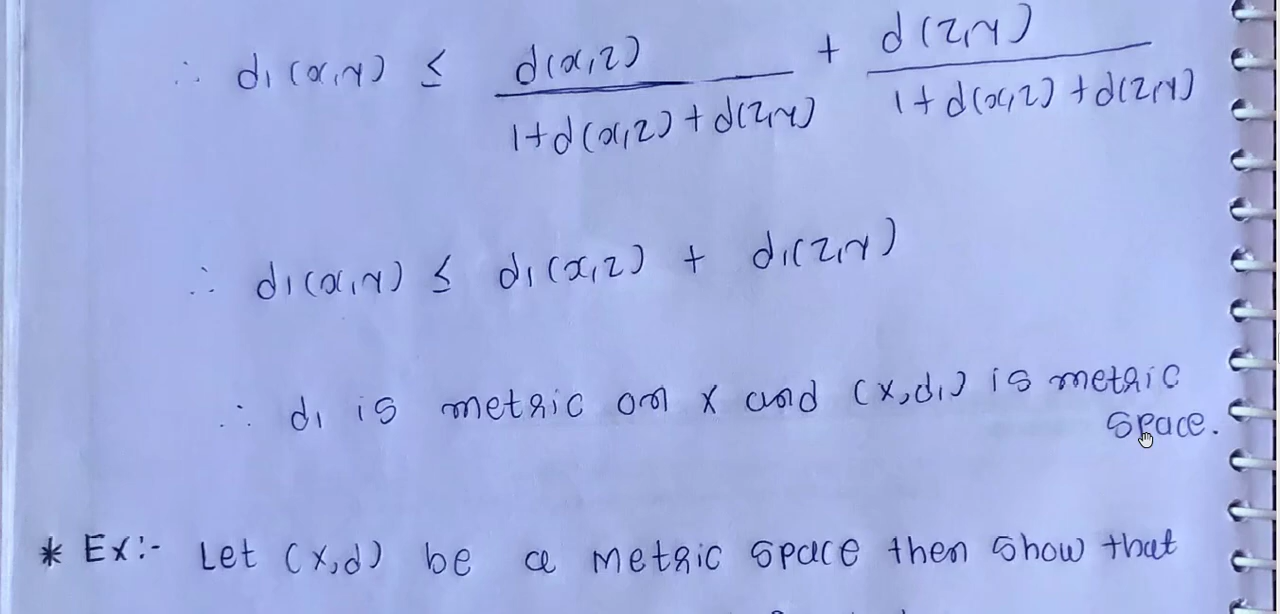 ∴ d₁(x,y) ≤ d(x,z) / 1+d(x,z)+d(z,y) + d(z,y) / 1+d(x,z)+d(z,y)
∴ d₁(x,y) ≤ d₁(x,z) + d₁(z,y)
∴ d₁ is metric on X and (X,d₁) is metric
space.
* Ex:- Let (X,d) be a metric space then show that